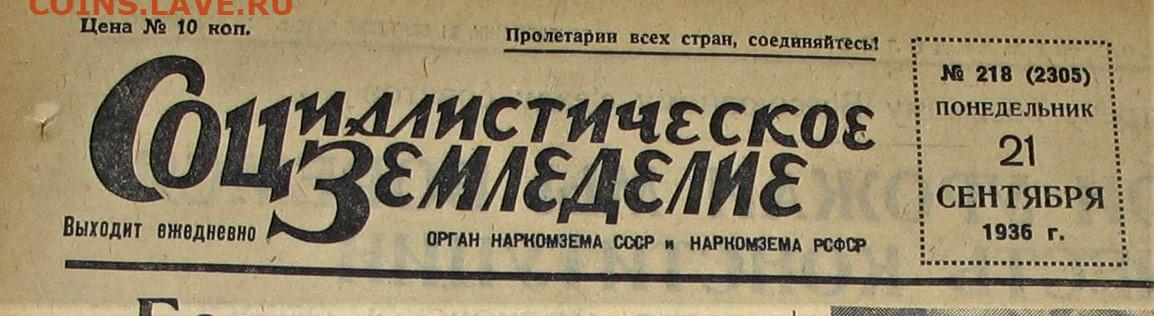 COINS.LAVE.RU
Цена № 10 коп.
Пролетарии всех стран, соединяйтесь!
СОЦИАЛИСТИЧЕСКОЕ
ЗЕМЛЕДЕЛИЕ
Выходит ежедневно
ОРГАН НАРКОМЗЕМА СССР и НАРКОМЗЕМА РСФСР
№ 218 (2305)
ПОНЕДЕЛЬНИК
21
СЕНТЯБРЯ
1936 г.